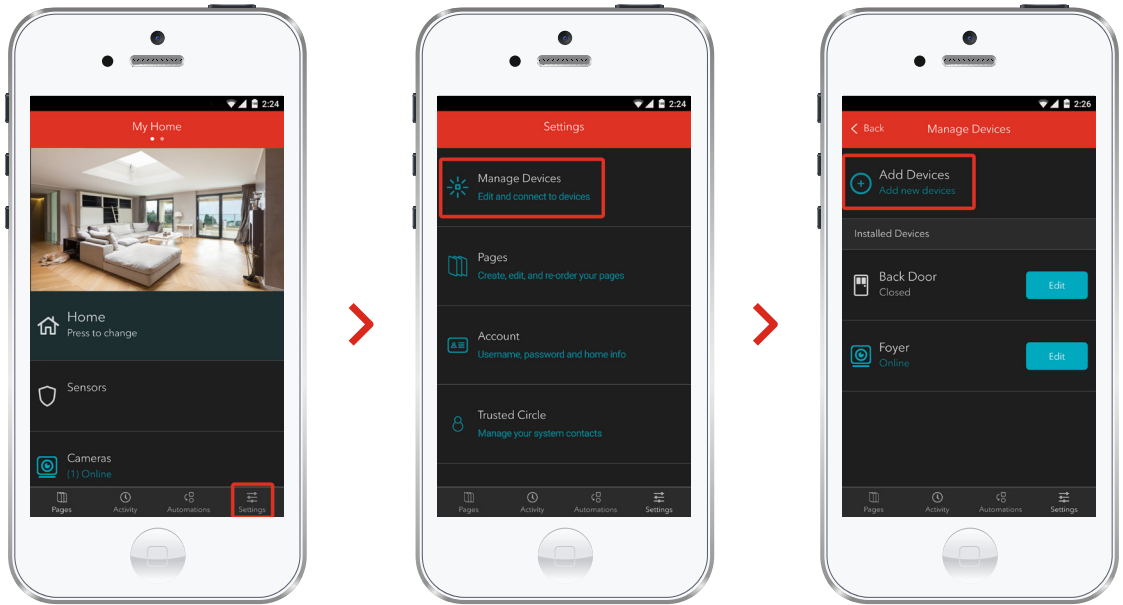 2:24
My Home
Home
Press to change
Sensors
Cameras
(1) Online
Pages
Activity
Automations
Settings
2:24
Settings
Manage Devices
Edit and connect to devices
Pages
Create, edit, and re-order your pages
Account
Username, password and home info
Trusted Circle
Manage your system contacts
Pages
Activity
Automations
Settings
2:26
Back
Manage Devices
Add Devices
Add new devices
Installed Devices
Back Door
Closed
Edit
Foyer
Online
Edit
Pages
Activity
Automations
Settings